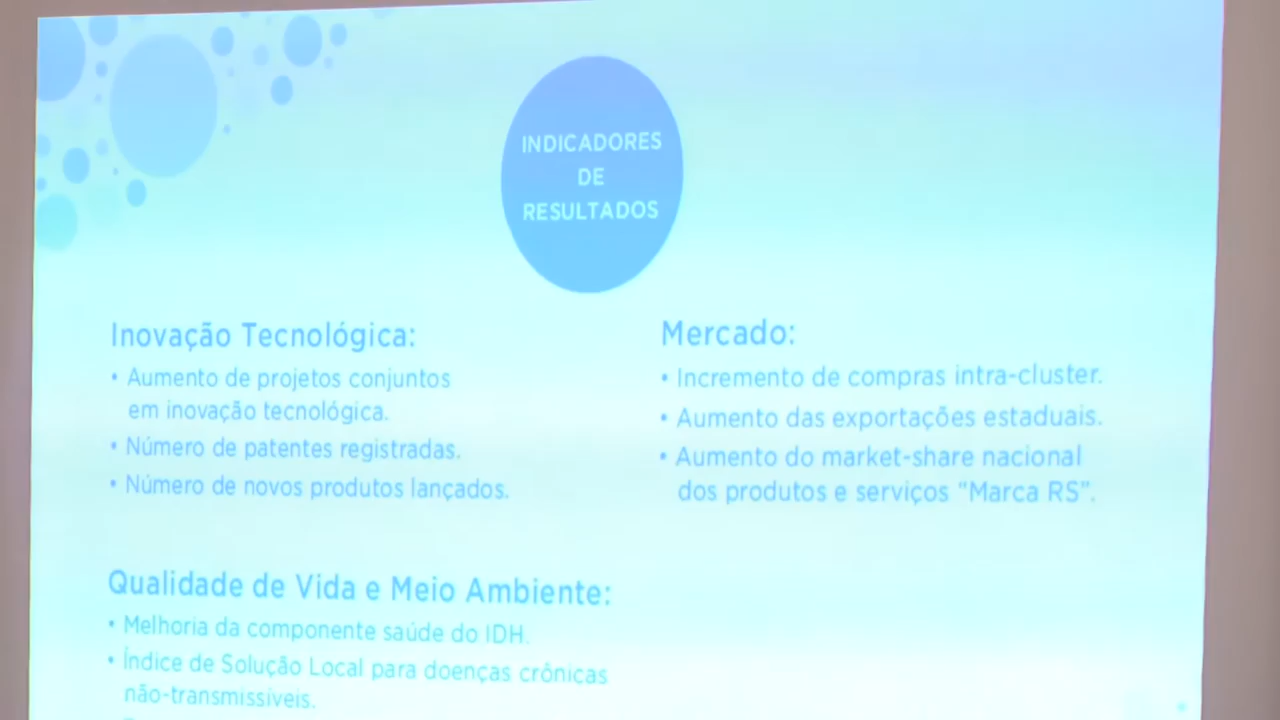 INDICADORES
DE
RESULTADOS
Inovação Tecnológica:
• Aumento de projetos conjuntos
em inovação tecnológica.
• Número de patentes registradas.
• Número de novos produtos lançados.
Mercado:
• Incremento de compras intra-cluster.
• Aumento das exportações estaduais.
• Aumento do market-share nacional
dos produtos e serviços “Marca RS”.
Qualidade de Vida e Meio Ambiente:
• Melhoria da componente saúde do IDH.
• Índice de Solução Local para doenças crônicas
não-transmissíveis.